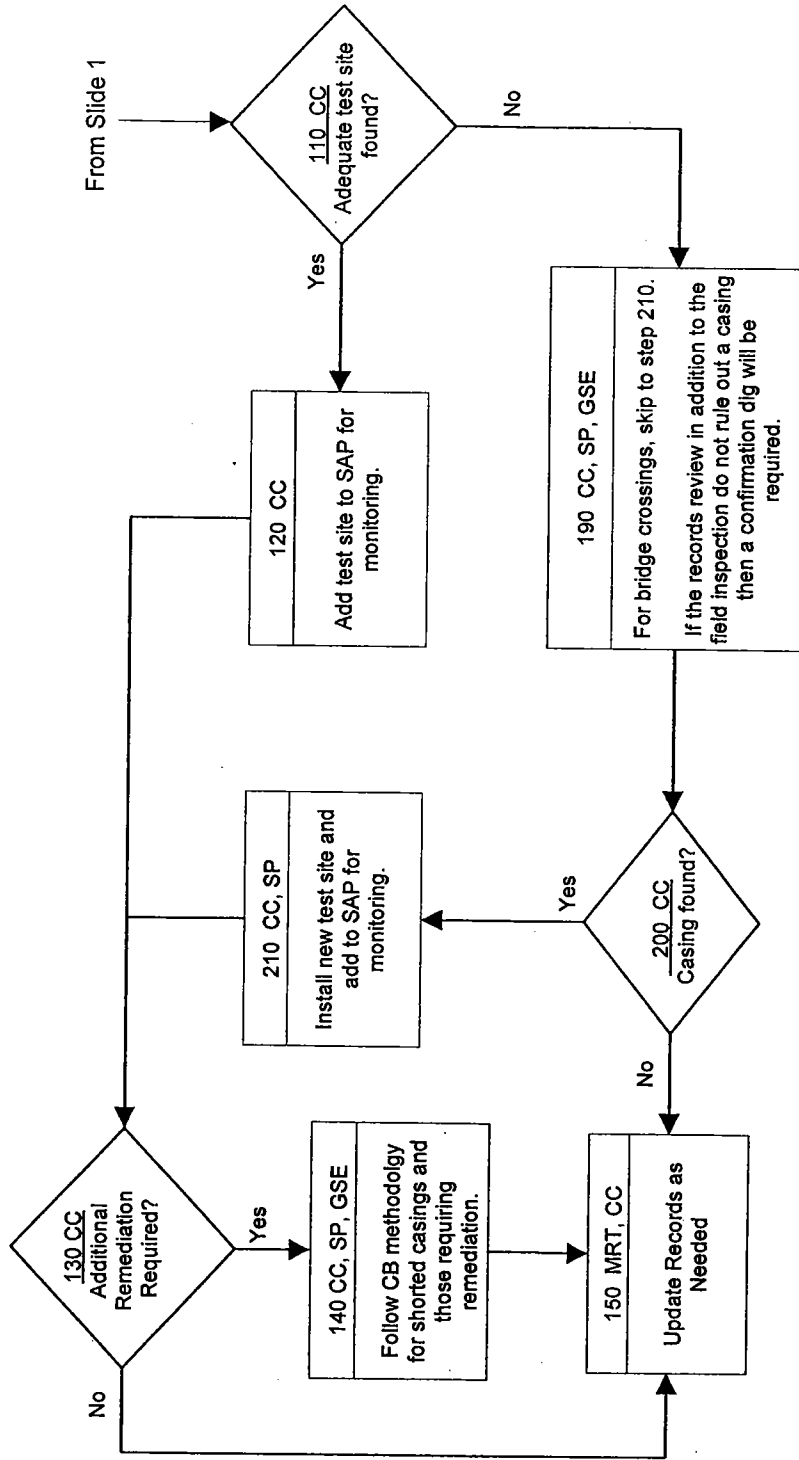 From Slide 1
110 CC
Adequate test site
found?
Yes
No
120 CC
Add test site to SAP for
monitoring.
190 CC, SP, GSE
For bridge crossings, skip to step 210.
If the records review in addition to the
field inspection do not rule out a casing
then a confirmation dig will be
required.
200 CC
Casing found?
Yes
No
210 CC, SP
Install new test site and
add to SAP for
monitoring.
130 CC
Additional
Remediation
Required?
Yes
No
140 CC, SP, GSE
Follow CB methodolgy
for shorted casings and
those requiring
remediation.
150 MRT, CC
Update Records as
Needed